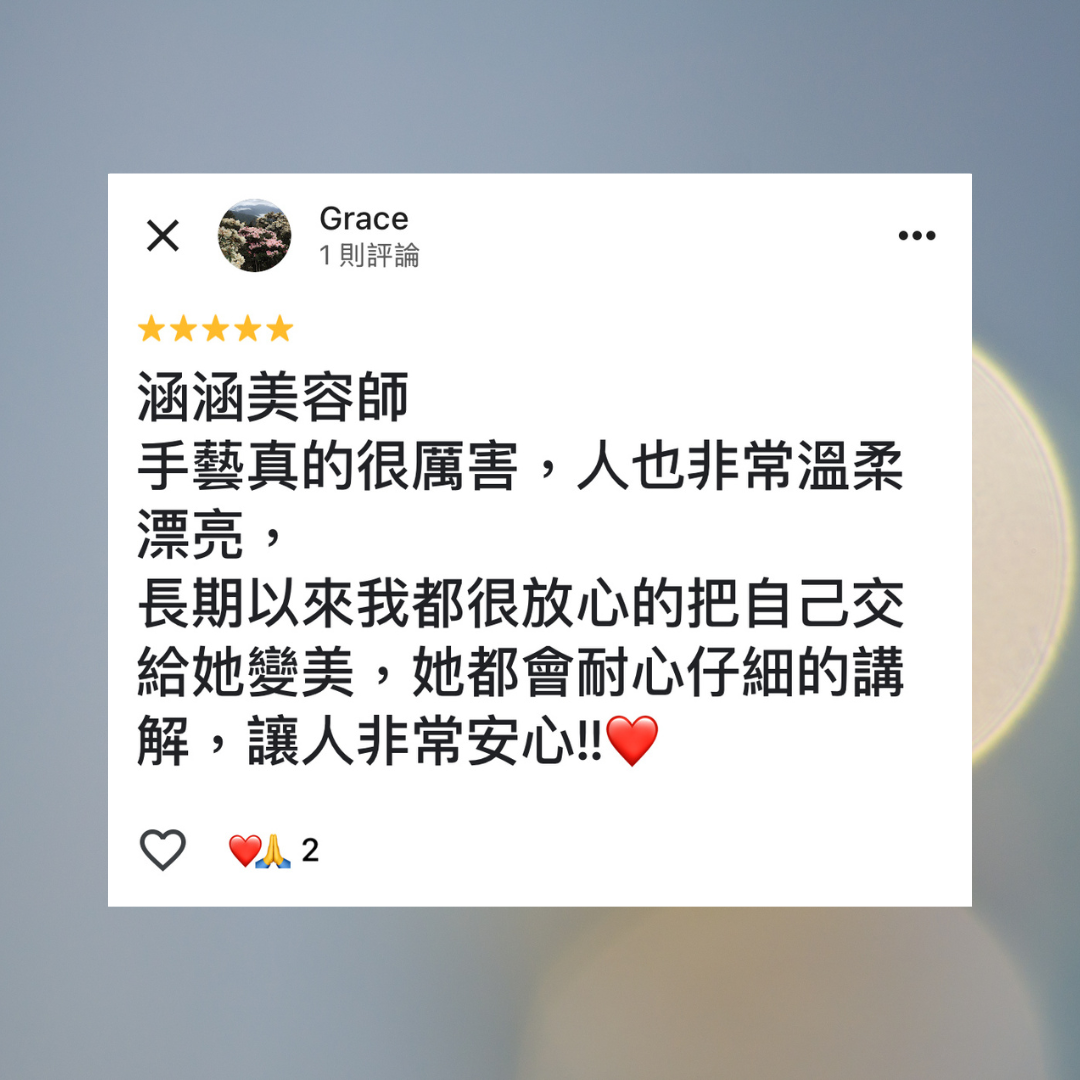 Grace
1 則評論
涵涵美容師
手藝真的很厲害，人也非常溫柔
漂亮，
長期以來我都很放心的把自己交
給她變美，她都會耐心仔細的講
解，讓人非常安心!!❤️
❤️🙏 2